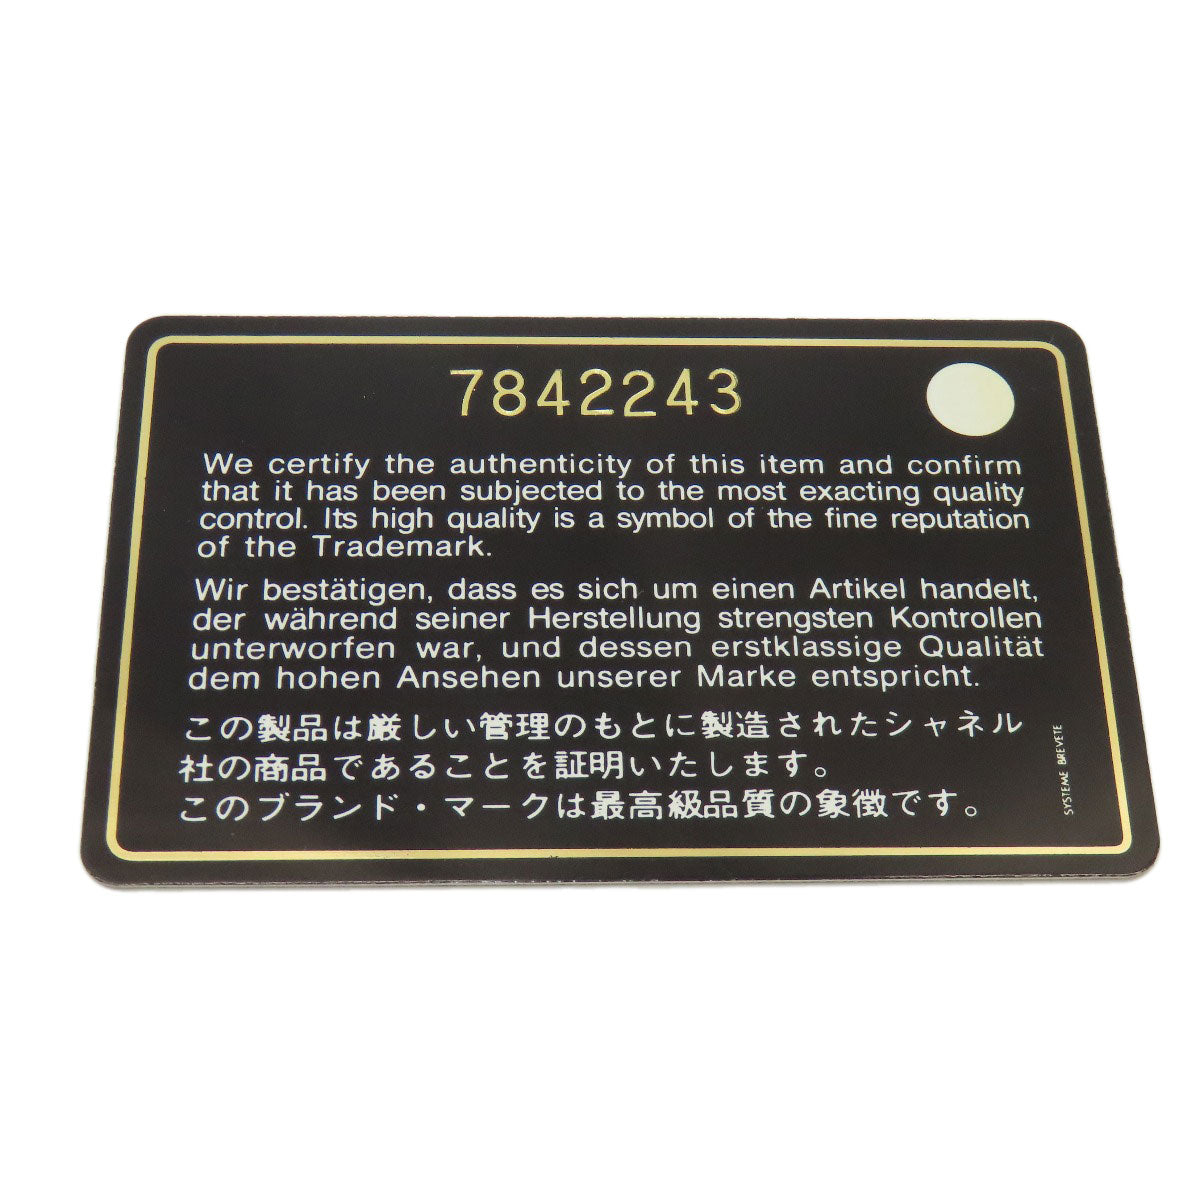 7842243
We certify the authenticity of this item and confirm
that it has been subjected to the most exacting quality
control. Its high quality is a symbol of the fine reputation
of the Trademark.
Wir bestätigen, dass es sich um einen Artikel handelt,
der während seiner Herstellung strengsten Kontrollen
unterworfen war, und dessen erstklassige Qualität
dem hohen Ansehen unserer Marke entspricht.
この製品は厳しい管理のもとに製造されたシャネル
社の商品であることを証明いたします。
このブランド・マークは最高級品質の象徴です。
SYSTEME BREVETE